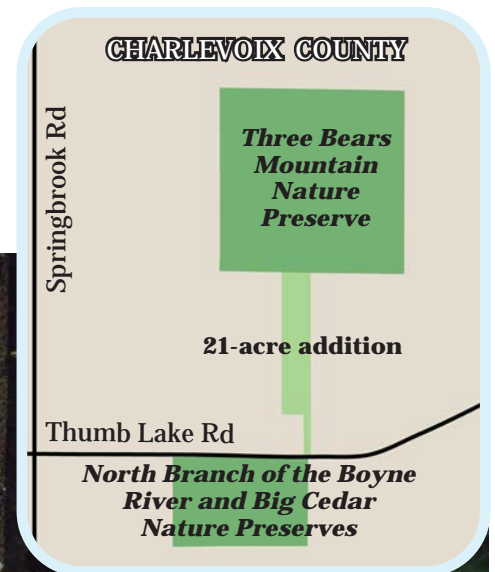 CHARLEVOIX COUNTY
Springbrook Rd
Three Bears
Mountain
Nature
Preserve
21-acre addition
Thumb Lake Rd
North Branch of the Boyne
River and Big Cedar
Nature Preserves